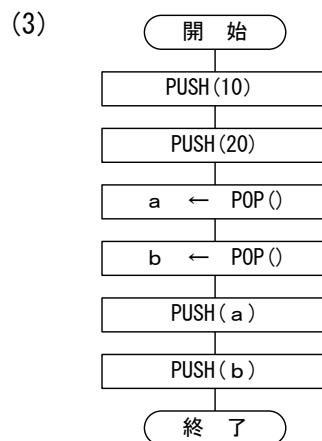 (3)
開 始
PUSH(10)
PUSH(20)
a ← POP()
b ← POP()
PUSH(a)
PUSH(b)
終 了